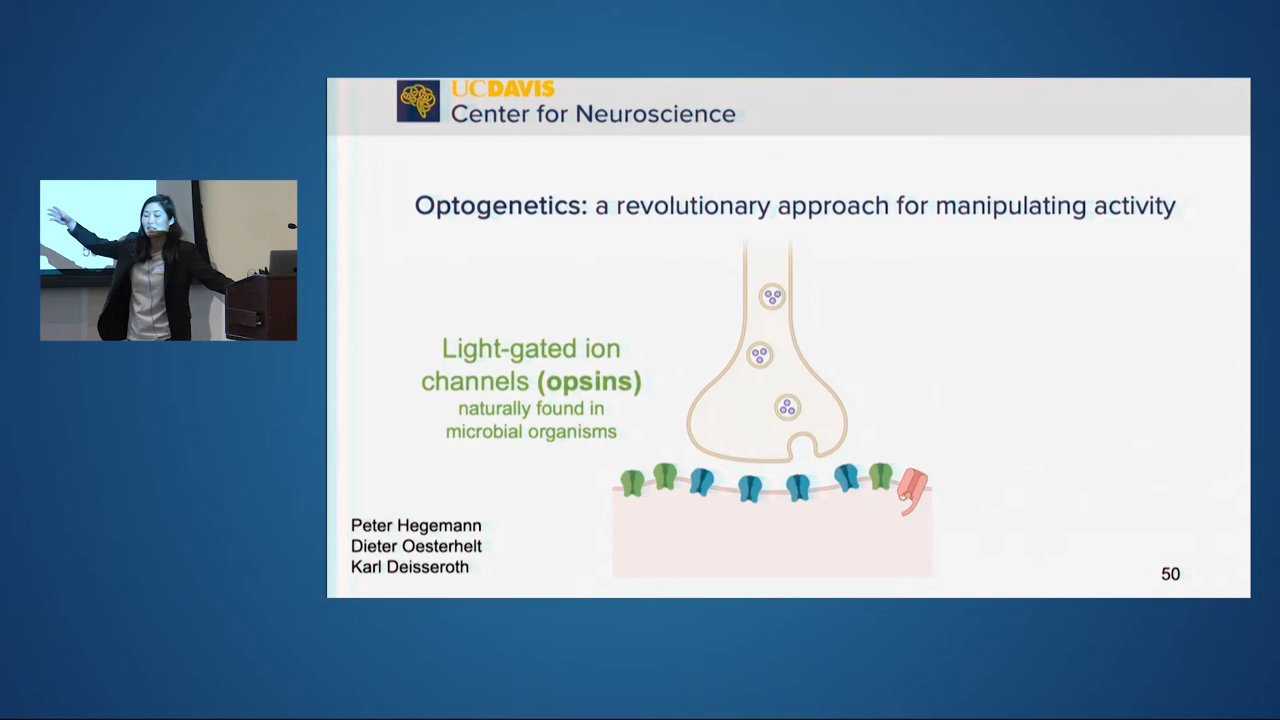 UCDAVIS
Center for Neuroscience
Optogenetics: a revolutionary approach for manipulating activity
Light-gated ion
channels (opsins)
naturally found in
microbial organisms
Peter Hegemann
Dieter Oesterhelt
Karl Deisseroth
50